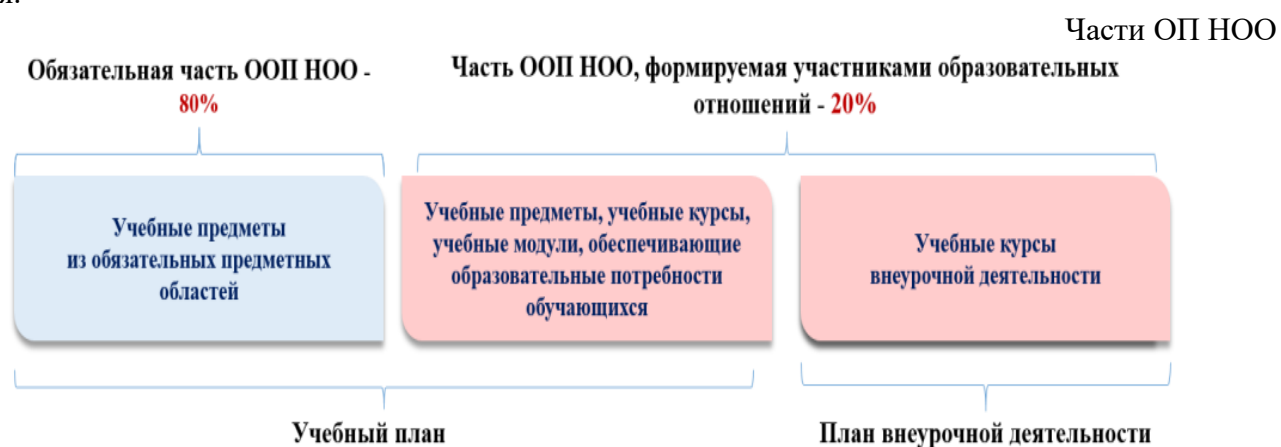 я.
Части ОП НОО
Обязательная часть ООП НОО -
80%
Часть ООП НОО, формируемая участниками образовательных
отношений - 20%
Учебные предметы
из обязательных предметных
областей
Учебные предметы, учебные курсы,
учебные модули, обеспечивающие
образовательные потребности
обучающихся
Учебные курсы
внеурочной деятельности
Учебный план
План внеурочной деятельности